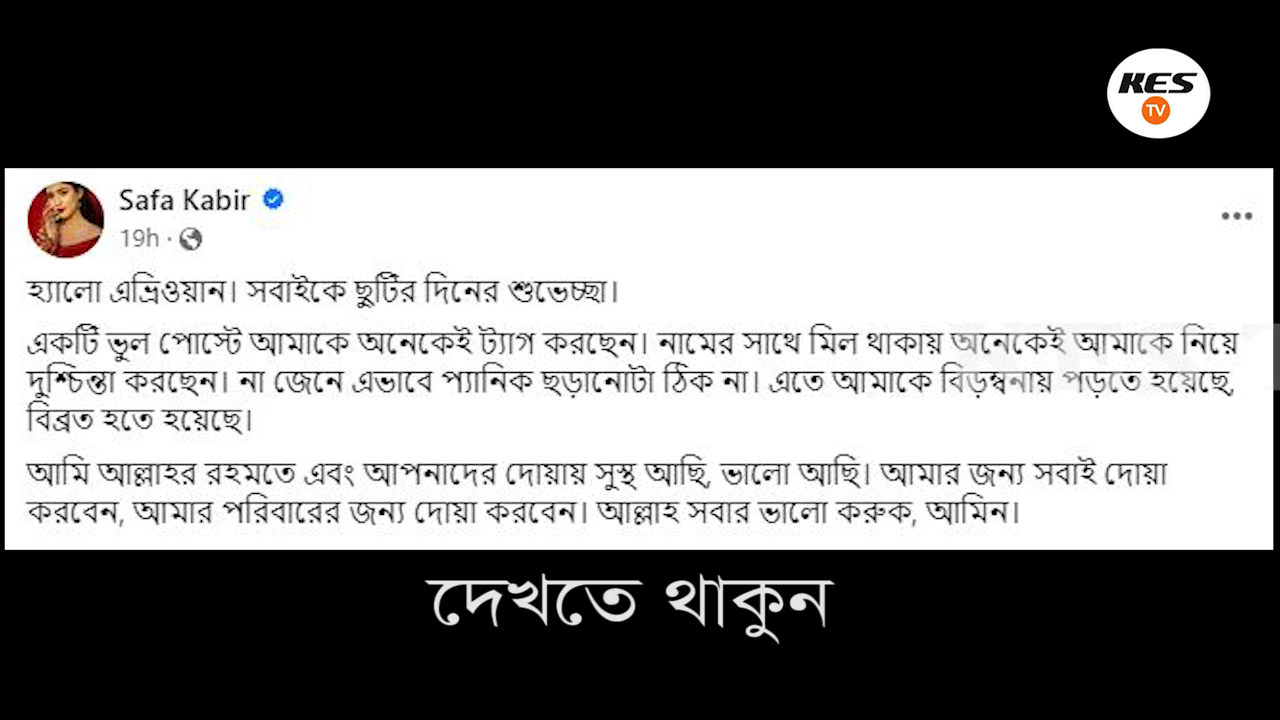 KES
TV
Safa Kabir
19h ·
হ্যালো এভ্রিওয়ান। সবাইকে ছুটির দিনের শুভেচ্ছা।
একটি ভুল পোস্টে আমাকে অনেকেই ট্যাগ করছেন। নামের সাথে মিল থাকায় অনেকেই আমাকে নিয়ে
দুশ্চিন্তা করছেন। না জেনে এভাবে প্যানিক ছড়ানোটা ঠিক না। এতে আমাকে বিড়ম্বনায় পড়তে হয়েছে,
বিব্রত হতে হয়েছে।
আমি আল্লাহর রহমতে এবং আপনাদের দোয়ায় সুস্থ আছি, ভালো আছি। আমার জন্য সবাই দোয়া
করবেন, আমার পরিবারের জন্য দোয়া করবেন। আল্লাহ সবার ভালো করুক, আমিন।
দেখতে থাকুন